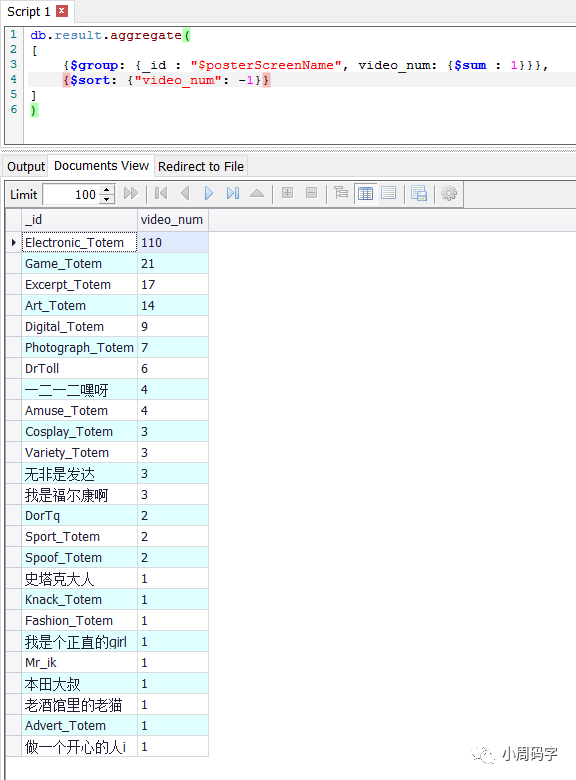 Script 1
1 db.result.aggregate(
2 [
3 {$group: {_id : "$posterScreenName", video_num: {$sum : 1}}},
4 {$sort: {"video_num": -1}}
5 ]
6 )
Output Documents View Redirect to File
Limit 100
_id video_num
Electronic_Totem 110
Game_Totem 21
Excerpt_Totem 17
Art_Totem 14
Digital_Totem 9
Photograph_Totem 7
DrToll 6
一二一二嘿呀 4
Amuse_Totem 4
Cosplay_Totem 3
Variety_Totem 3
无非是发达 3
我是福尔康啊 3
DorTq 2
Sport_Totem 2
Spoof_Totem 2
史塔克大人 1
Knack_Totem 1
Fashion_Totem 1
我是个正直的girl 1
Mr_ik 1
本田大叔 1
老酒馆里的老猫 1
Advert_Totem 1
做一个开心的人i 1
小周码字